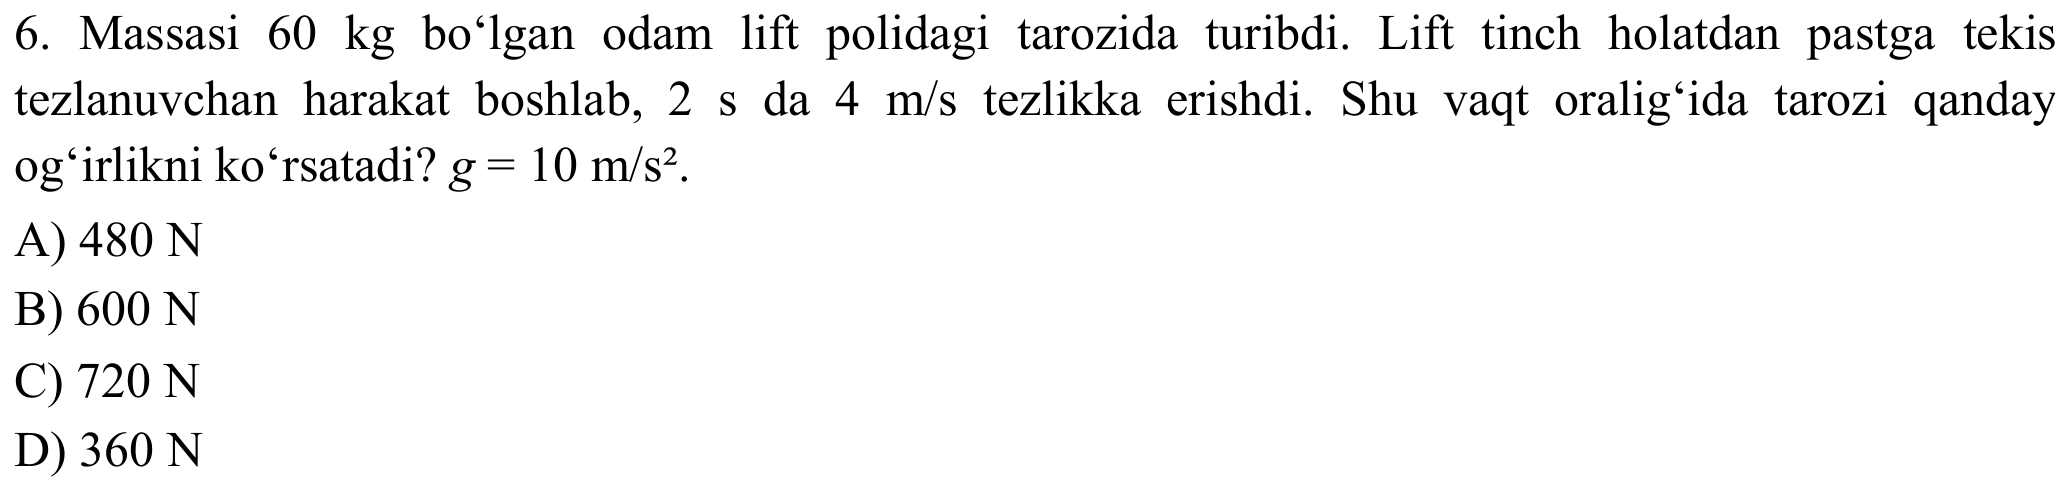 6. Massasi 60 kg bo‘lgan odam lift polidagi tarozida turibdi. Lift tinch holatdan pastga tekis
tezlanuvchan harakat boshlab, 2 s da 4 m/s tezlikka erishdi. Shu vaqt oralig‘ida tarozi qanday
og‘irlikni ko‘rsatadi? g = 10 m/s².
A) 480 N
B) 600 N
C) 720 N
D) 360 N